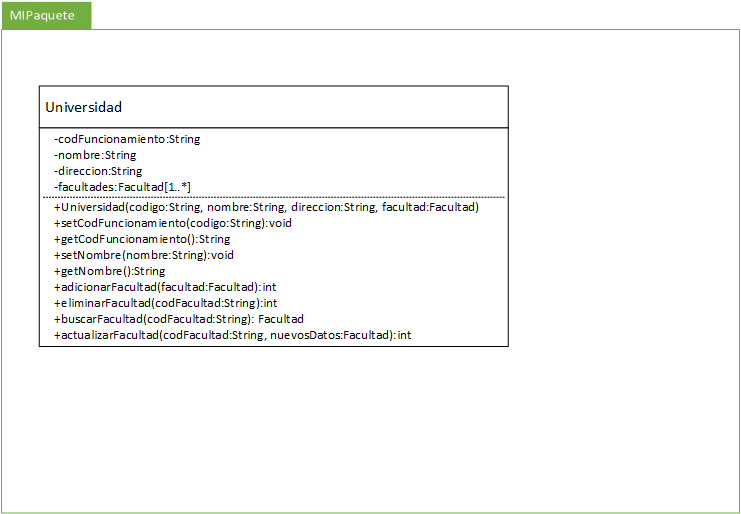 MIPaquete
Universidad
-codFuncionamiento:String
-nombre:String
-direccion:String
-facultades:Facultad[1..*]
+Universidad(codigo:String, nombre:String, direccion:String, facultad:Facultad)
+setCodFuncionamiento(codigo:String):void
+getCodFuncionamiento():String
+setNombre(nombre:String):void
+getNombre():String
+adicionarFacultad(facultad:Facultad):int
+eliminarFacultad(codFacultad:String):int
+buscarFacultad(codFacultad:String): Facultad
+actualizarFacultad(codFacultad:String, nuevosDatos:Facultad):int